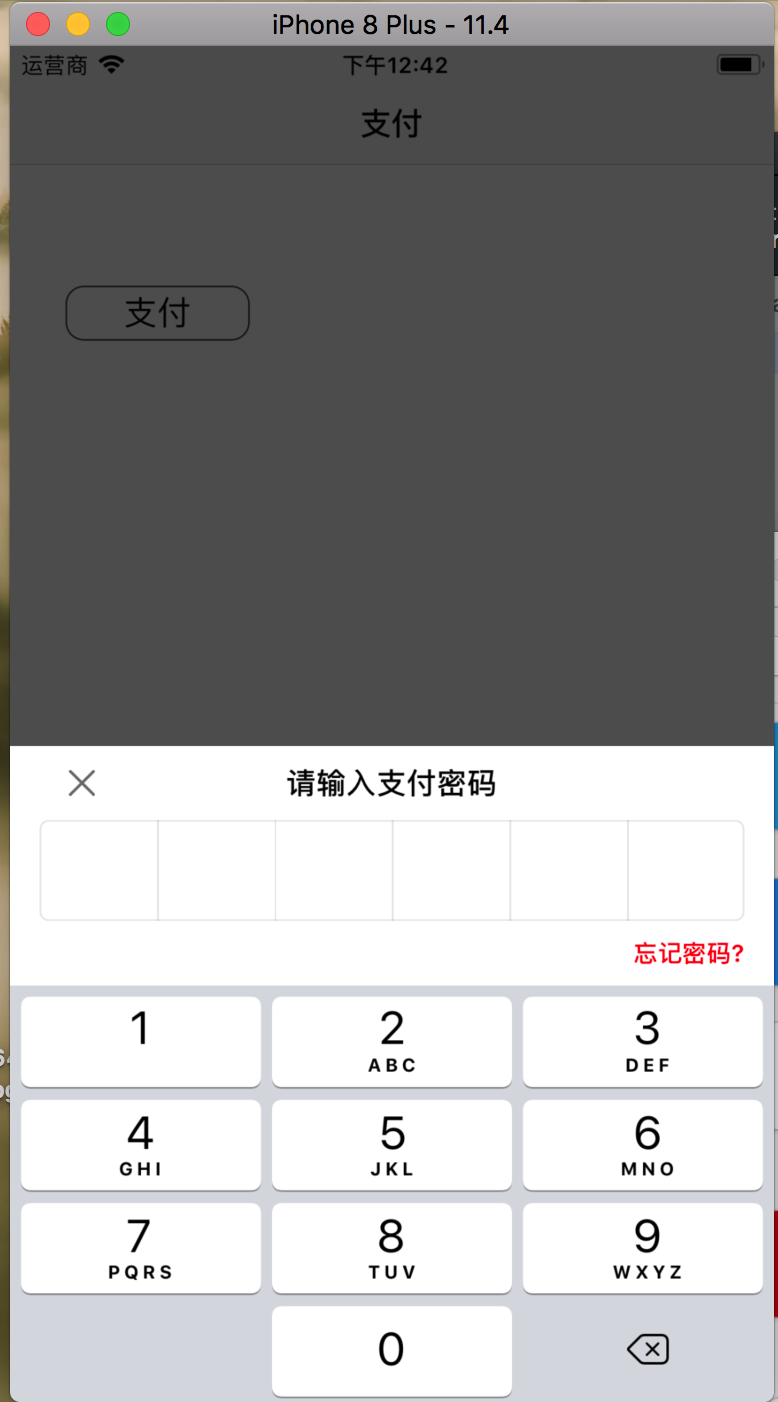 iPhone 8 Plus - 11.4
运营商 下午12:42
支付
支付
请输入支付密码
忘记密码?
1 2 3
ABC DEF
4 5 6
GHI JKL MNO
7 8 9
PQRS TUV WXYZ
0